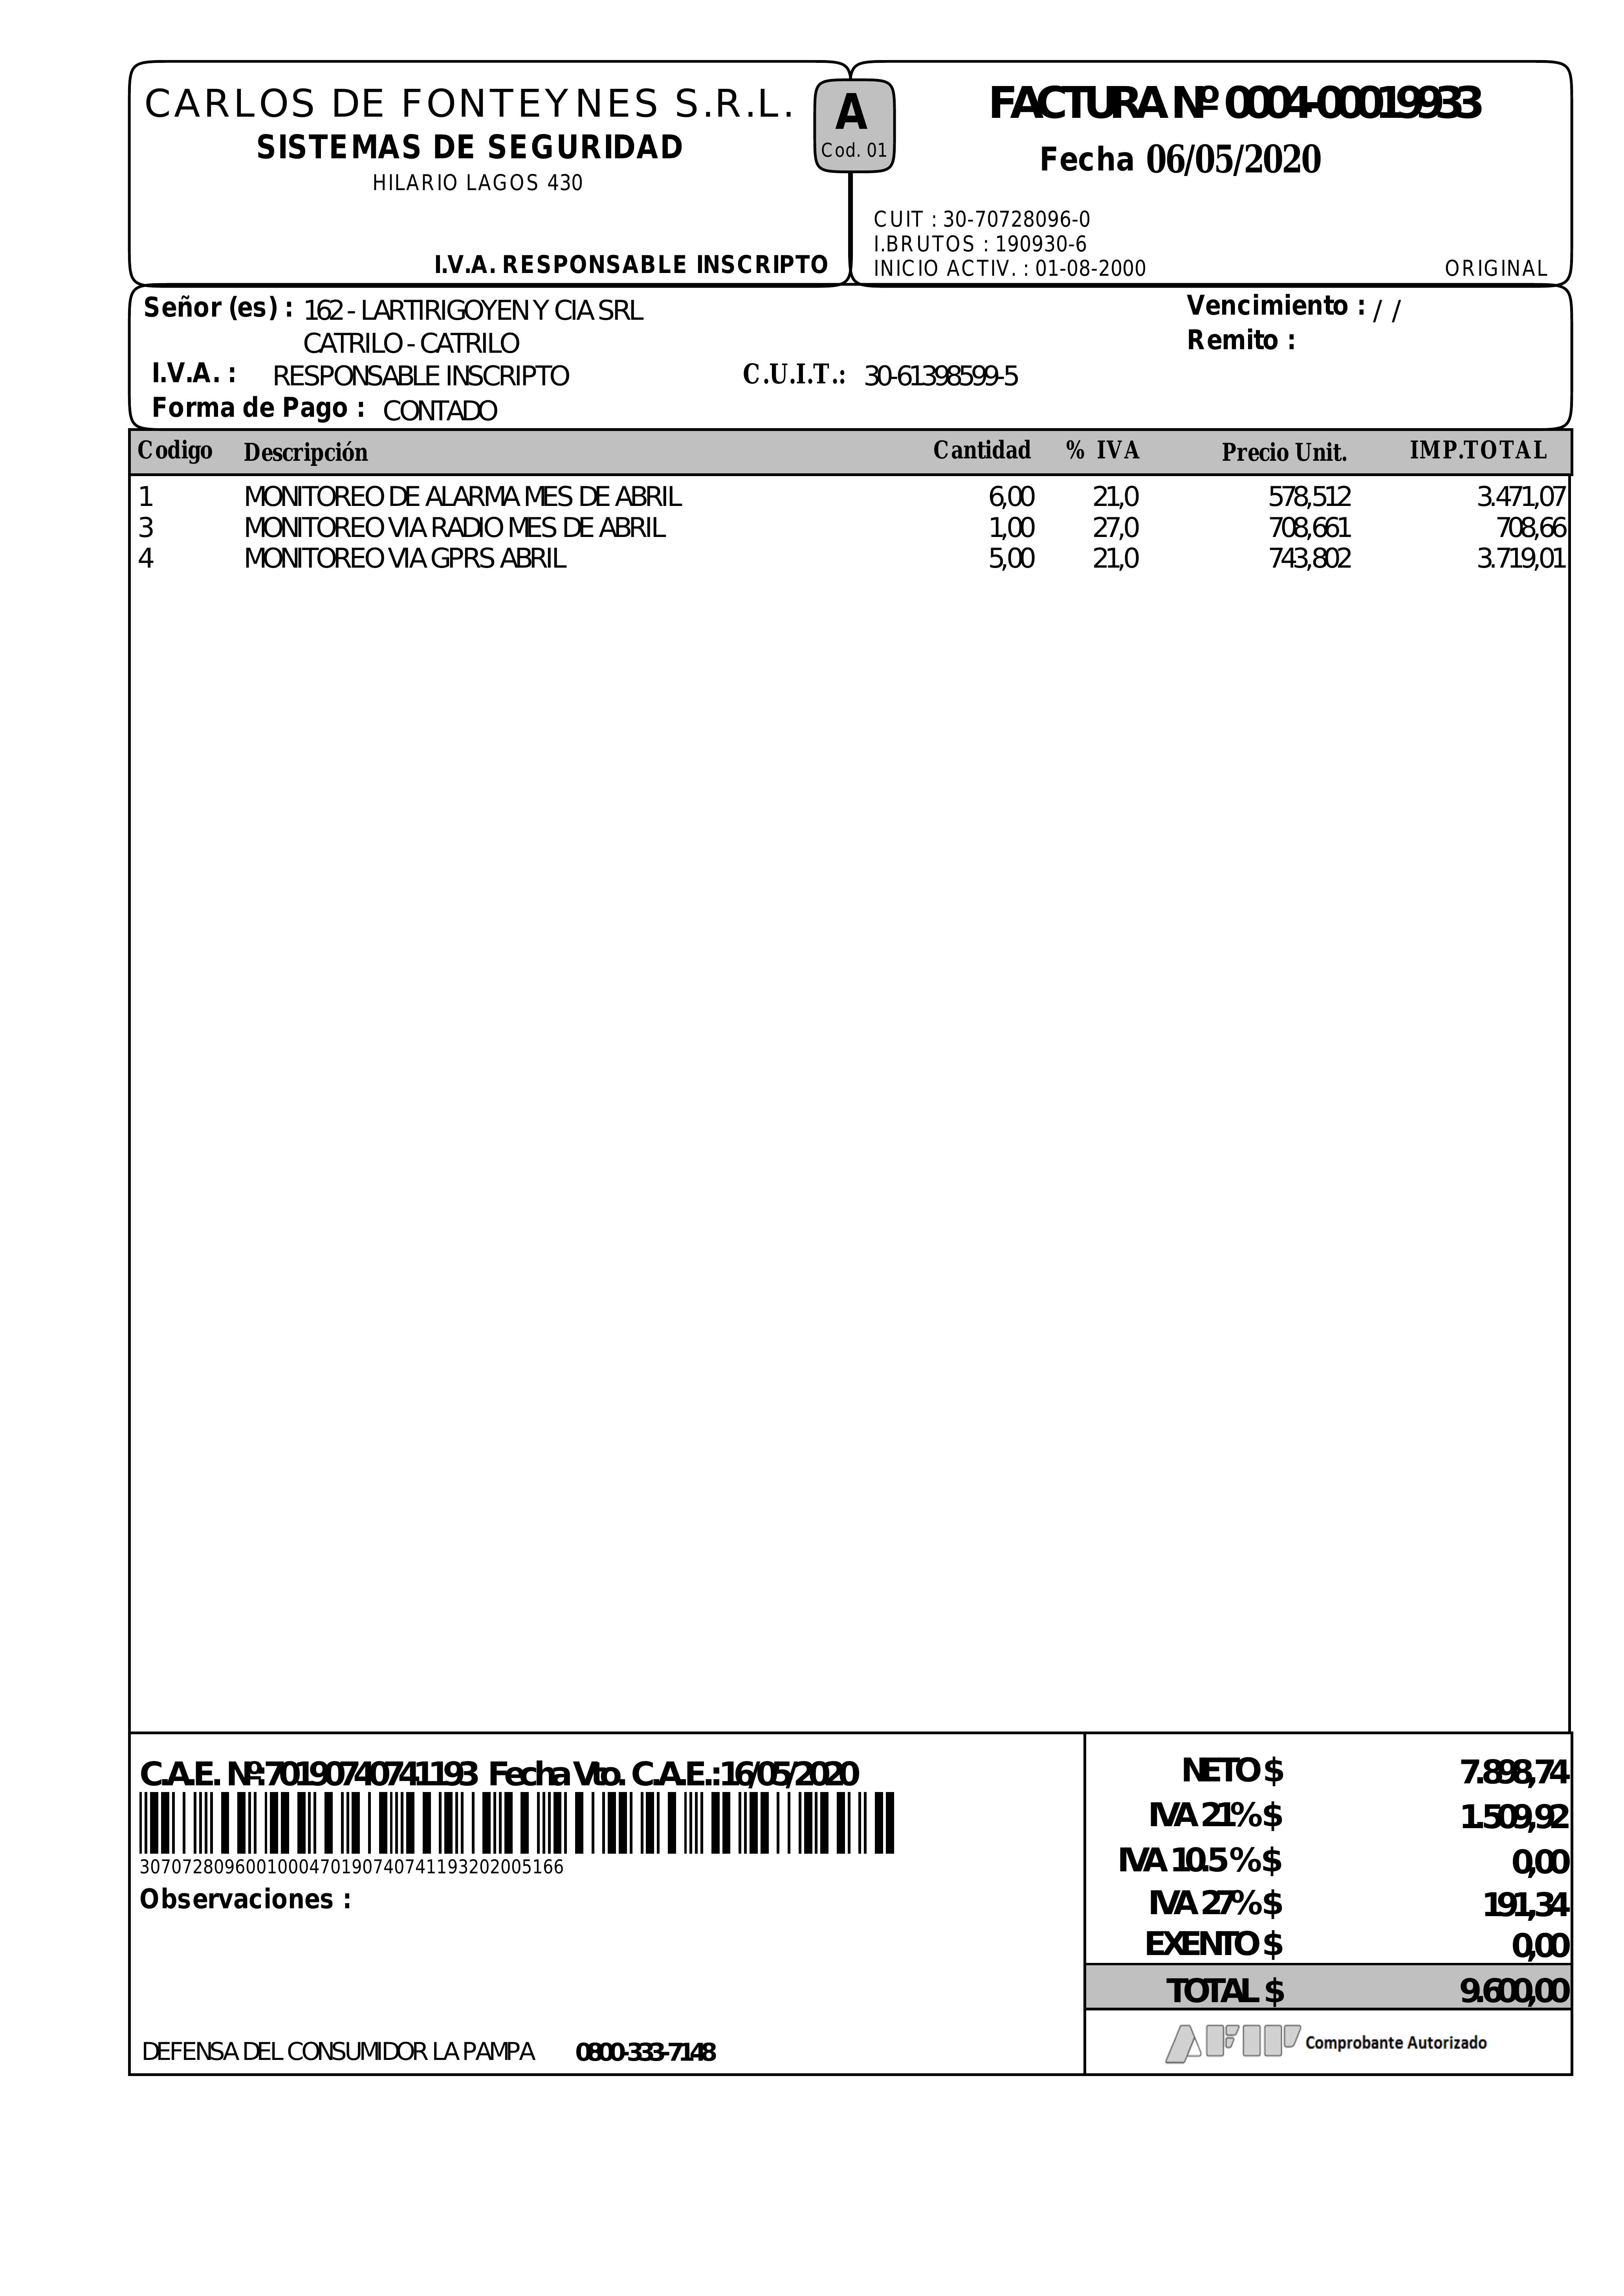 CARLOS DE FONTEYNES S.R.L.
SISTEMAS DE SEGURIDAD
HILARIO LAGOS 430
I.V.A. RESPONSABLE INSCRIPTO
A
Cod. 01
FACTURA Nº 0004-00019933
Fecha 06/05/2020
CUIT : 30-70728096-0
I.BRUTOS : 190930-6
INICIO ACTIV. : 01-08-2000 ORIGINAL
Señor (es) : 162 - LARTIRIGOYEN Y CIA SRL Vencimiento : / /
CATRILO - CATRILO Remito :
I.V.A. : RESPONSABLE INSCRIPTO C.U.I.T.: 30-61398599-5
Forma de Pago : CONTADO
Codigo Descripción Cantidad % IVA Precio Unit. IMP.TOTAL
1 MONITOREO DE ALARMA MES DE ABRIL 6,00 21,0 578,512 3.471,07
3 MONITOREO VIA RADIO MES DE ABRIL 1,00 27,0 708,661 708,66
4 MONITOREO VIA GPRS ABRIL 5,00 21,0 743,802 3.719,01
C.A.E. Nº:70190740741193 Fecha Vto. C.A.E.:16/05/2020
307072809600100047019074074119320200516​6
Observaciones :
DEFENSA DEL CONSUMIDOR LA PAMPA 0800-333-7148
NETO $ 7.898,74
IVA 21% $ 1.509,92
IVA 10.5 % $ 0,00
IVA 27% $ 191,34
EXENTO $ 0,00
TOTAL $ 9.600,00
AFIP Comprobante Autorizado